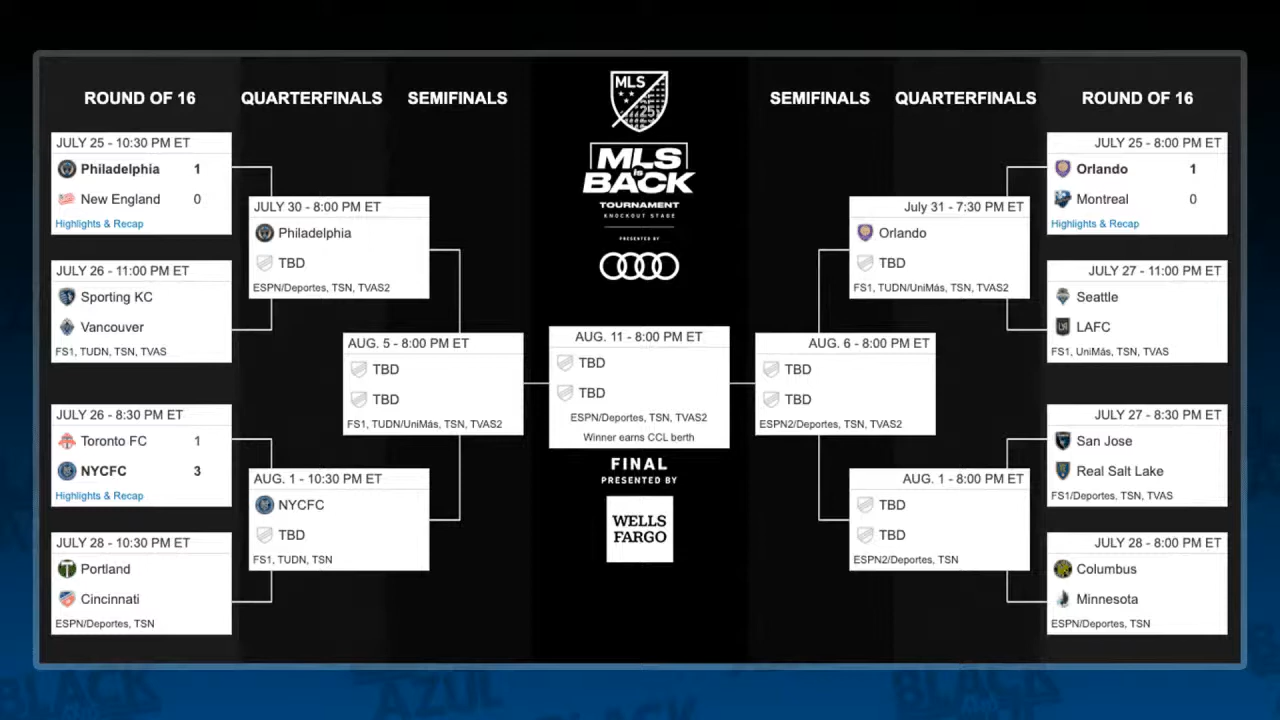 ROUND OF 16
QUARTERFINALS
SEMIFINALS
MLS
25
MLS
is
BACK
TOURNAMENT
KNOCKOUT STAGE
PRESENTED BY
SEMIFINALS
QUARTERFINALS
ROUND OF 16
JULY 25 - 10:30 PM ET
Philadelphia 1
New England 0
Highlights & Recap
JULY 26 - 11:00 PM ET
Sporting KC
Vancouver
FS1, TUDN, TSN, TVAS
JULY 26 - 8:30 PM ET
Toronto FC 1
NYCFC 3
Highlights & Recap
JULY 28 - 10:30 PM ET
Portland
Cincinnati
ESPN/Deportes, TSN
JULY 30 - 8:00 PM ET
Philadelphia
TBD
ESPN/Deportes, TSN, TVAS2
AUG. 1 - 10:30 PM ET
NYCFC
TBD
FS1, TUDN, TSN
AUG. 5 - 8:00 PM ET
TBD
TBD
FS1, TUDN/UniMás, TSN, TVAS2
AUG. 11 - 8:00 PM ET
TBD
TBD
ESPN/Deportes, TSN, TVAS2
Winner earns CCL berth
FINAL
PRESENTED BY
WELLS
FARGO
AUG. 6 - 8:00 PM ET
TBD
TBD
ESPN2/Deportes, TSN, TVAS2
July 31 - 7:30 PM ET
Orlando
TBD
FS1, TUDN/UniMás, TSN, TVAS2
AUG. 1 - 8:00 PM ET
TBD
TBD
ESPN2/Deportes, TSN
JULY 25 - 8:00 PM ET
Orlando 1
Montreal 0
Highlights & Recap
JULY 27 - 11:00 PM ET
Seattle
LAFC
FS1, UniMás, TSN, TVAS
JULY 27 - 8:30 PM ET
San Jose
Real Salt Lake
FS1/Deportes, TSN, TVAS
JULY 28 - 8:00 PM ET
Columbus
Minnesota
ESPN/Deportes, TSN
BLACK
AZUL
BLACK